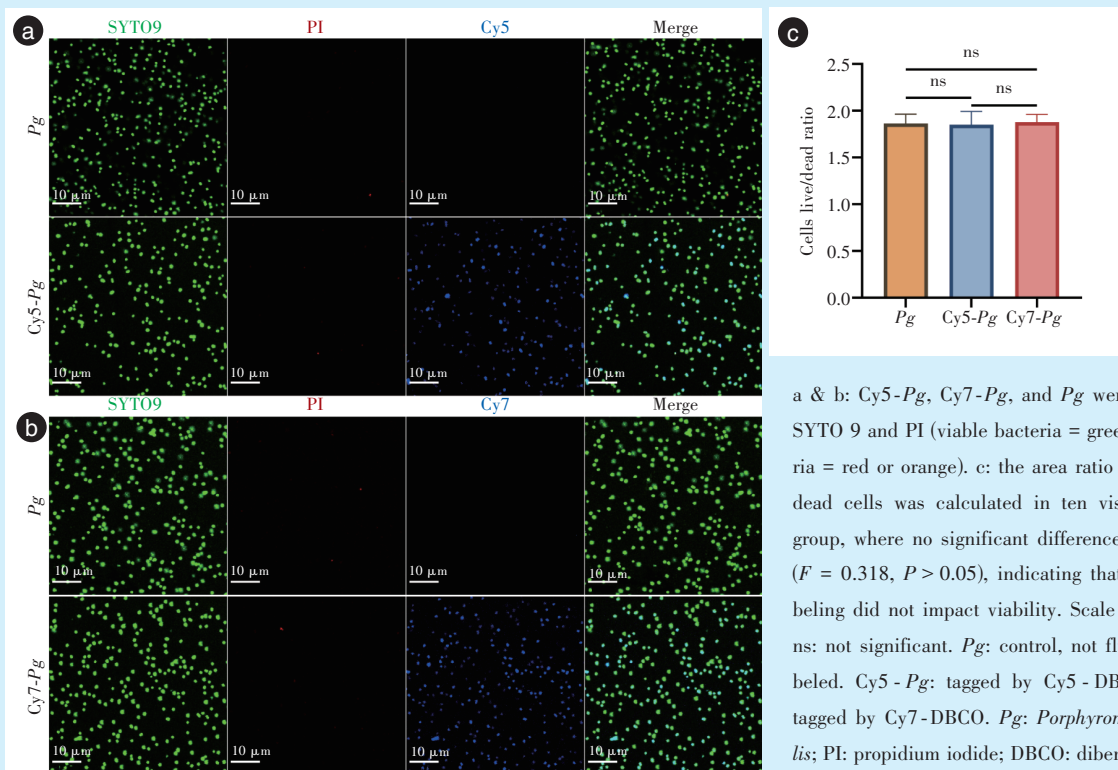 a
SYTO9 PI Cy5 Merge
Pg
10 μm 10 μm 10 μm 10 μm
Cy5-Pg
10 μm 10 μm 10 μm 10 μm
b
SYTO9 PI Cy7 Merge
Pg
10 μm 10 μm 10 μm 10 μm
Cy7-Pg
10 μm 10 μm 10 μm 10 μm
c
Cells live/dead ratio
2.5
2.0
1.5
1.0
0.5
0.0
ns
ns ns
Pg Cy5-Pg Cy7-Pg
a & b: Cy5-Pg, Cy7-Pg, and Pg wer
SYTO 9 and PI (viable bacteria = gree
ria = red or orange). c: the area ratio
dead cells was calculated in ten vis
group, where no significant difference
(F = 0.318, P > 0.05), indicating that
beling did not impact viability. Scale
ns: not significant. Pg: control, not fl
beled. Cy5-Pg: tagged by Cy5-DB
tagged by Cy7-DBCO. Pg: Porphyron
lis; PI: propidium iodide; DBCO: diber